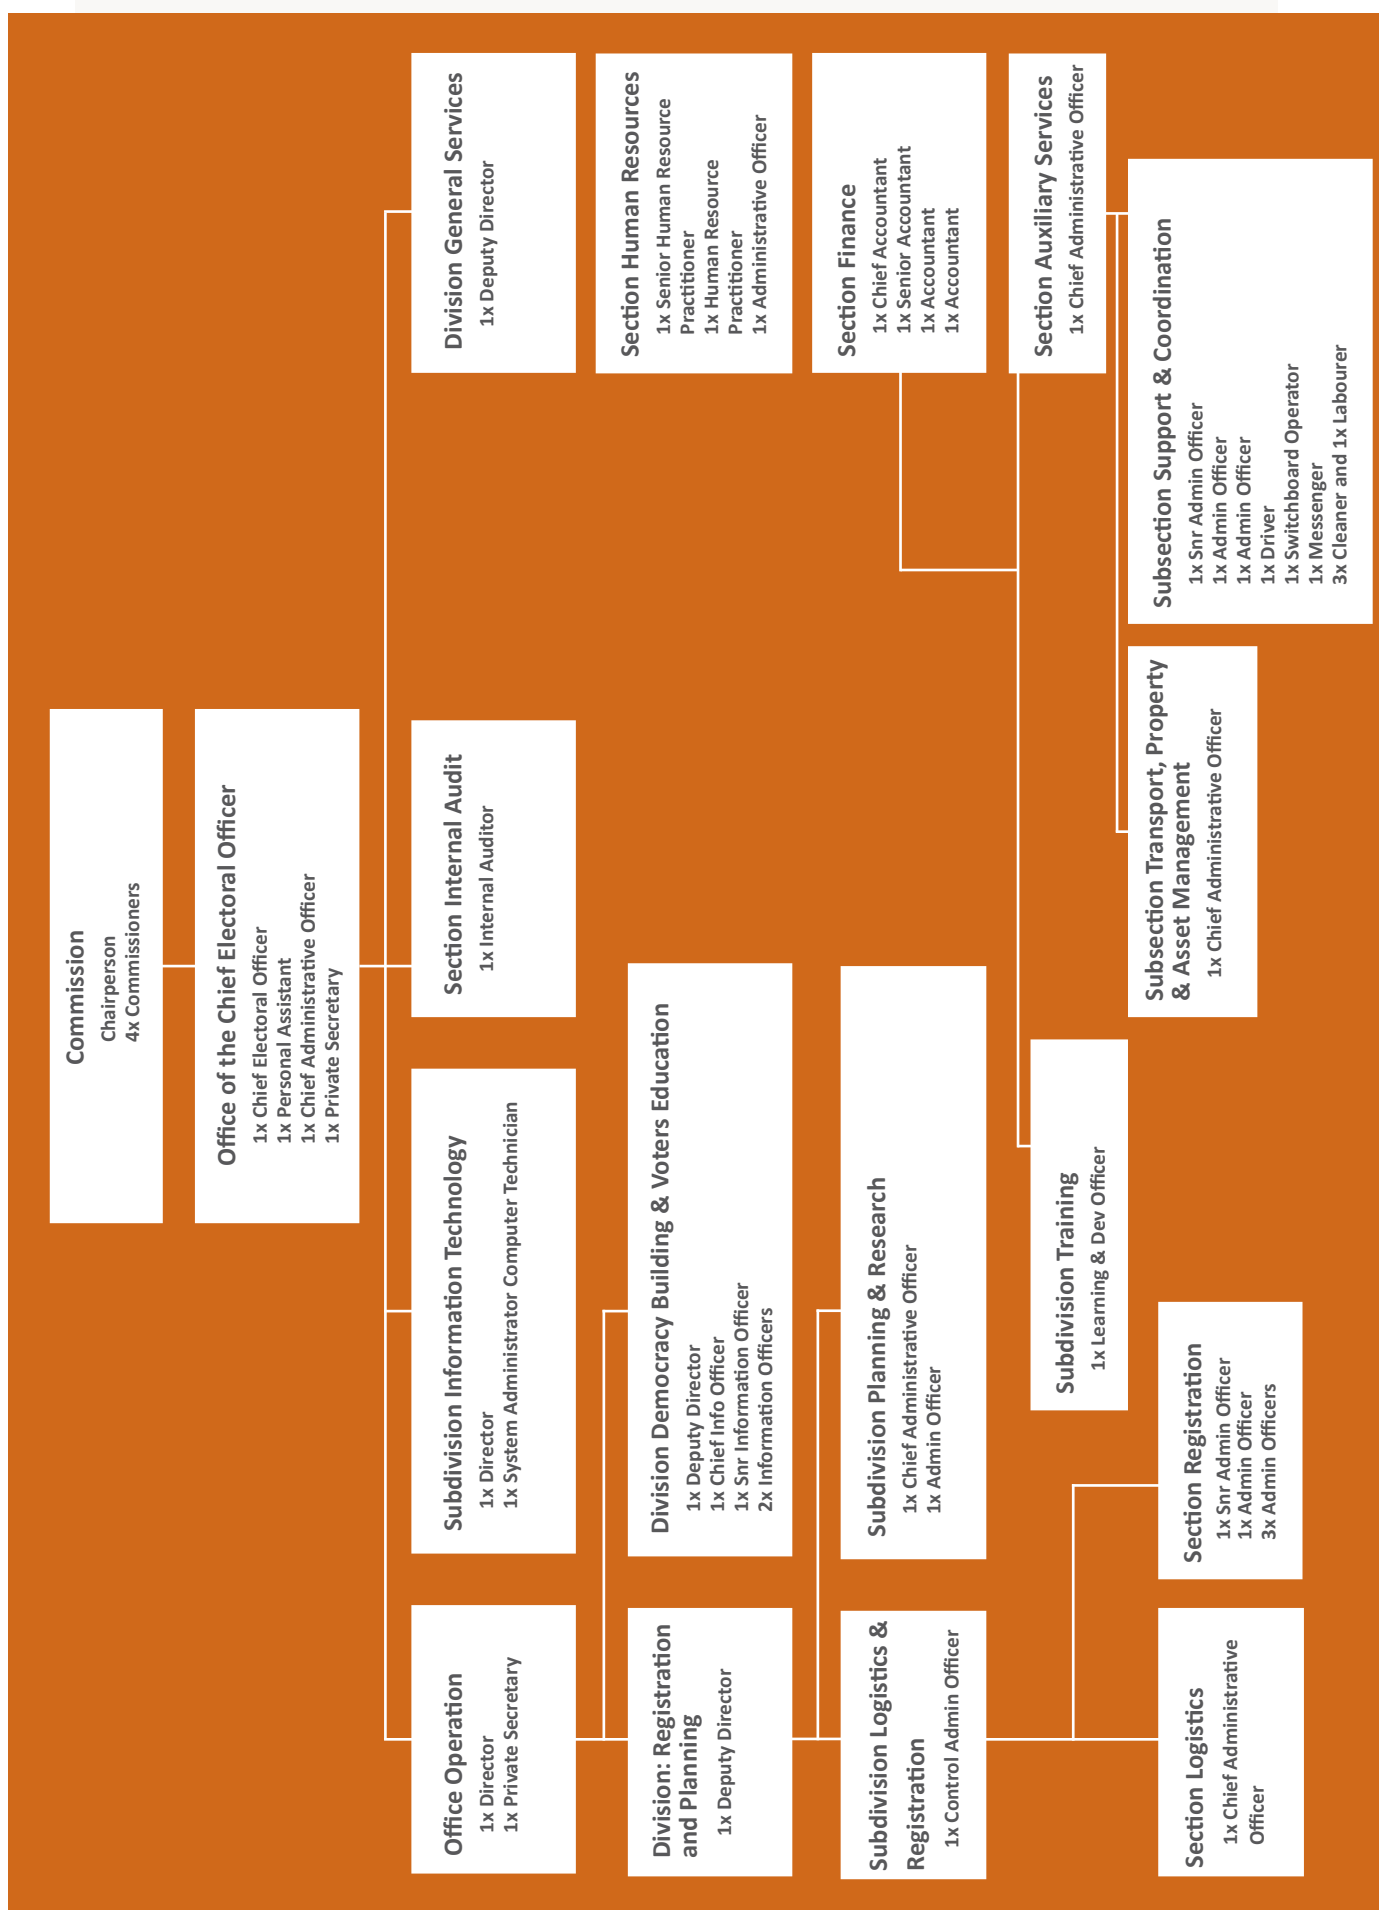 Commission
Chairperson
4x Commissioners
Office of the Chief Electoral Officer
1x Chief Electoral Officer
1x Personal Assistant
1x Chief Administrative Officer
1x Private Secretary
Office Operation
1x Director
1x Private Secretary
Subdivision Information Technology
1x Director
1x System Administrator Computer Technician
Section Internal Audit
1x Internal Auditor
Division General Services
1x Deputy Director
Division: Registration
and Planning
1x Deputy Director
Division Democracy Building & Voters Education
1x Deputy Director
1x Chief Info Officer
1x Snr Information Officer
2x Information Officers
Section Human Resources
1x Senior Human Resource
Practitioner
1x Human Resource
Practitioner
1x Administrative Officer
Subdivision Logistics &
Registration
1x Control Admin Officer
Subdivision Planning & Research
1x Chief Administrative Officer
1x Admin Officer
Section Finance
1x Chief Accountant
1x Senior Accountant
1x Accountant
1x Accountant
Subdivision Training
1x Learning & Dev Officer
Section Auxiliary Services
1x Chief Administrative Officer
Section Logistics
1x Chief Administrative
Officer
Section Registration
1x Snr Admin Officer
1x Admin Officer
3x Admin Officers
Subsection Transport, Property
& Asset Management
1x Chief Administrative Officer
Subsection Support & Coordination
1x Snr Admin Officer
1x Admin Officer
1x Admin Officer
1x Driver
1x Switchboard Operator
1x Messenger
3x Cleaner and 1x Labourer